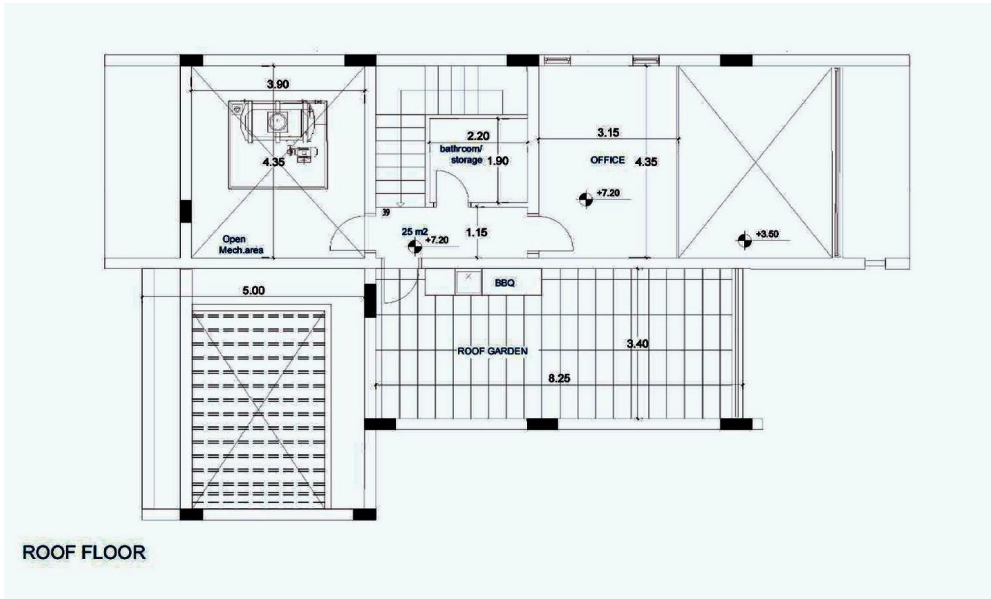 3.90
4.35
Open
Mech.area
2.20
bathroom/
storage
1.90
39
25 m2
+7.20
1.15
3.15
OFFICE
4.35
+7.20
+3.50
5.00
BBQ
ROOF GARDEN
3.40
8.25
ROOF FLOOR